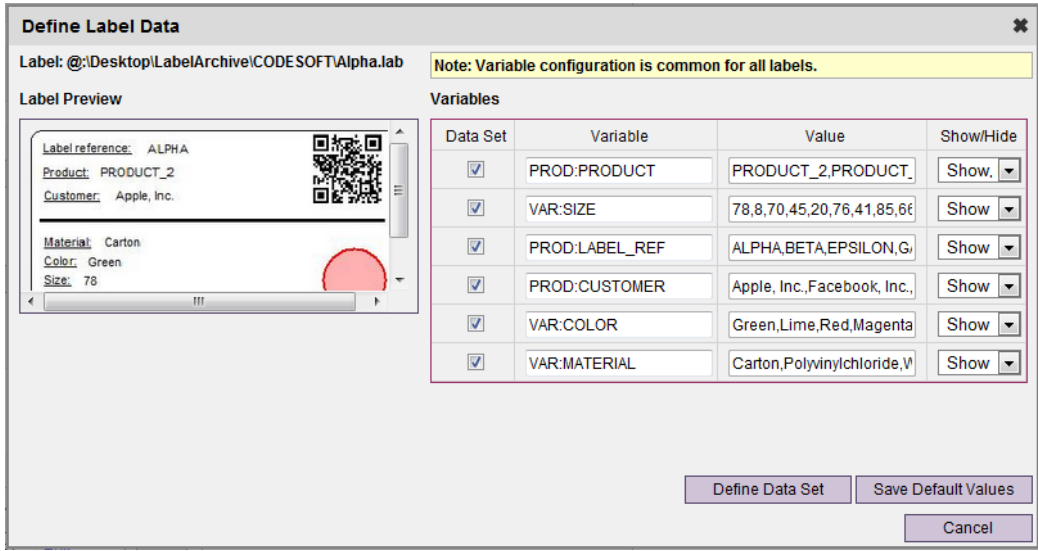 Define Label Data
Label: @:\Desktop\LabelArchive\CODESOFT\Alpha.lab
Note: Variable configuration is common for all labels.
Label Preview
Variables
Label reference: ALPHA
Product: PRODUCT_2
Customer: Apple, Inc.
Material: Carton
Color: Green
Size: 78
Data Set Variable Value Show/Hide
PROD:PRODUCT PRODUCT_2,PRODUCT_ Show,
VAR:SIZE 78,8,70,45,20,76,41,85,66 Show
PROD:LABEL_REF ALPHA,BETA,EPSILON, Show
PROD:CUSTOMER Apple, Inc.,Facebook, Inc., Show
VAR:COLOR Green,Lime,Red,Magenta Show
VAR:MATERIAL Carton,Polyvinylchloride, Show
Define Data Set Save Default Values
Cancel